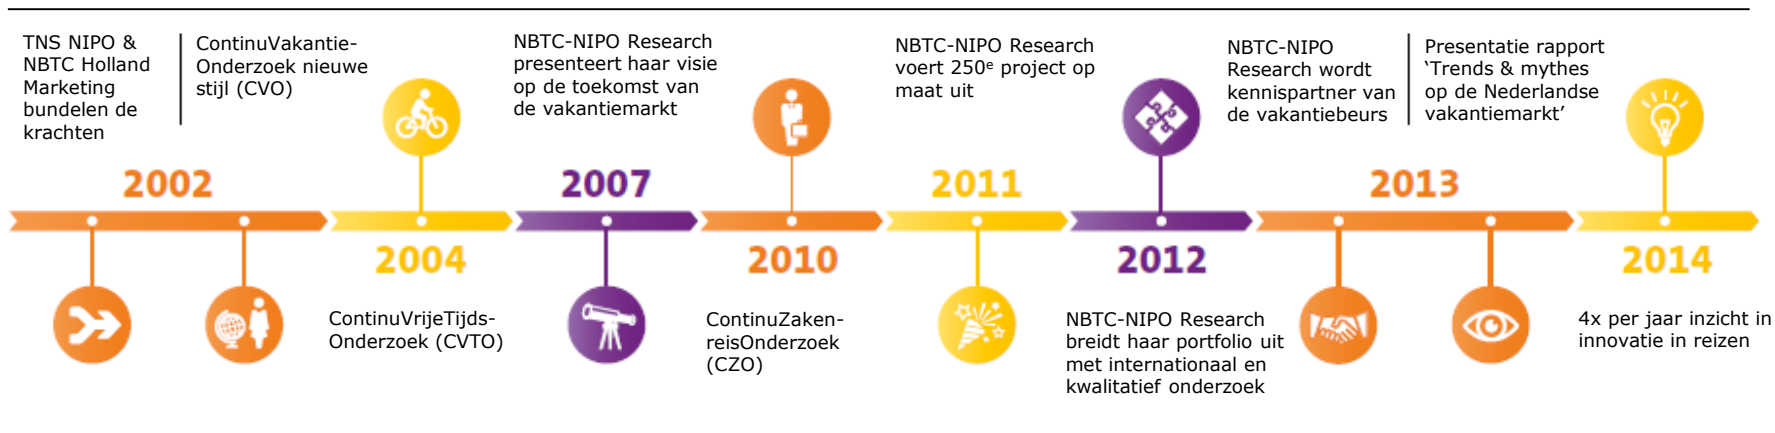 TNS NIPO &
NBTC Holland
Marketing
bundelen de
krachten
ContinuVakantie-
Onderzoek nieuwe
stijl (CVO)
2002
2004
ContinuVrijeTijds-
Onderzoek (CVTO)
NBTC-NIPO Research
presenteert haar visie
op de toekomst van
de vakantiemarkt
2007
2010
ContinuZaken-
reisOnderzoek
(CZO)
NBTC-NIPO Research
voert 250e project op
maat uit
2011
2012
NBTC-NIPO Research
breidt haar portfolio uit
met internationaal en
kwalitatief onderzoek
NBTC-NIPO
Research wordt
kennispartner van
de vakantiebeurs
Presentatie rapport
‘Trends & mythes
op de Nederlandse
vakantiemarkt’
2013
2014
4x per jaar inzicht in
innovatie in reizen